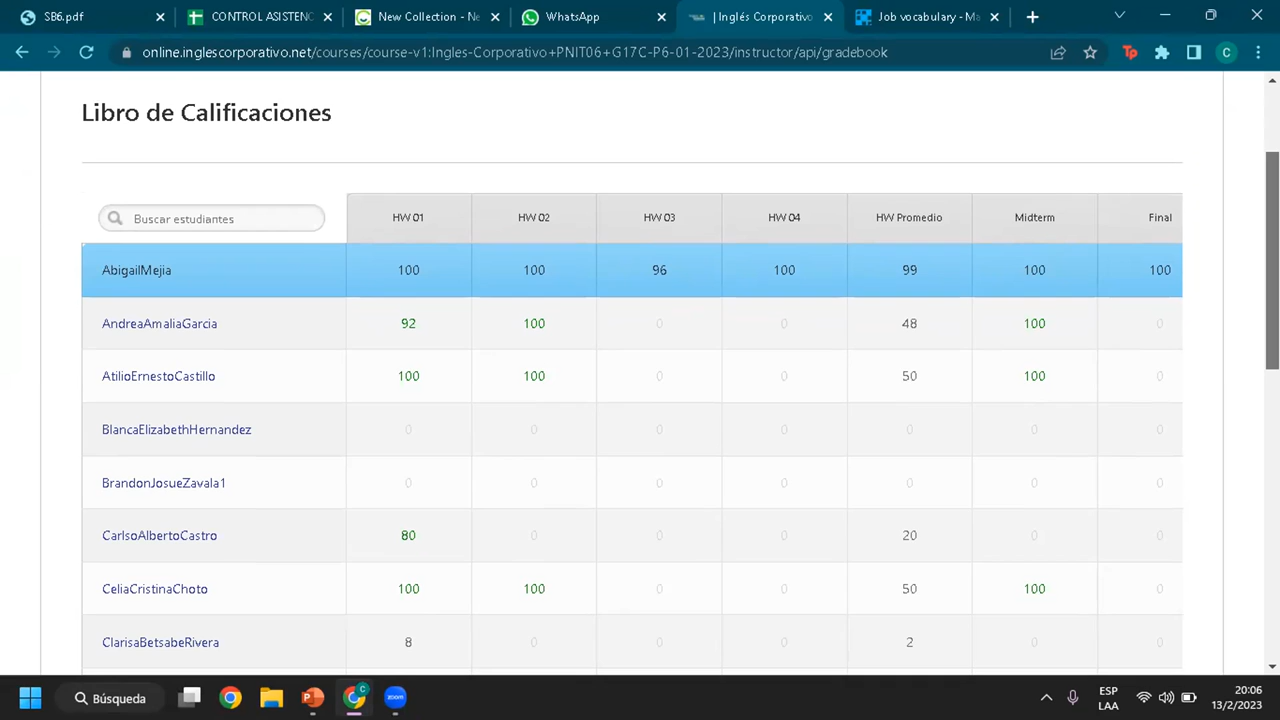 SB6.pdf
CONTROL ASISTENC
New Collection - Ne
WhatsApp
| Inglés Corporativo
Job vocabulary - Ma
online.inglescorporativo.net/courses/course-v1:Ingles-Corporativo+PNIT06+G17C-P6-01-2023/instructor/api/gradebook
Tp
C
Libro de Calificaciones
Buscar estudiantes HW 01 HW 02 HW 03 HW 04 HW Promedio Midterm Final
AbigailMejia 100 100 96 100 99 100 100
AndreaAmaliaGarcia 92 100 0 0 48 100 0
AtilioErnestoCastillo 100 100 0 0 50 100 0
BlancaElizabethHernandez 0 0 0 0 0 0 0
BrandonJosueZavala1 0 0 0 0 0 0 0
CarlsoAlbertoCastro 80 0 0 0 20 0 0
CeliaCristinaChoto 100 100 0 0 50 100 0
ClarisaBetsabeRivera 8 0 0 0 2 0 0
Búsqueda
C
zoom
ESP
LAA
20:06
13/2/2023